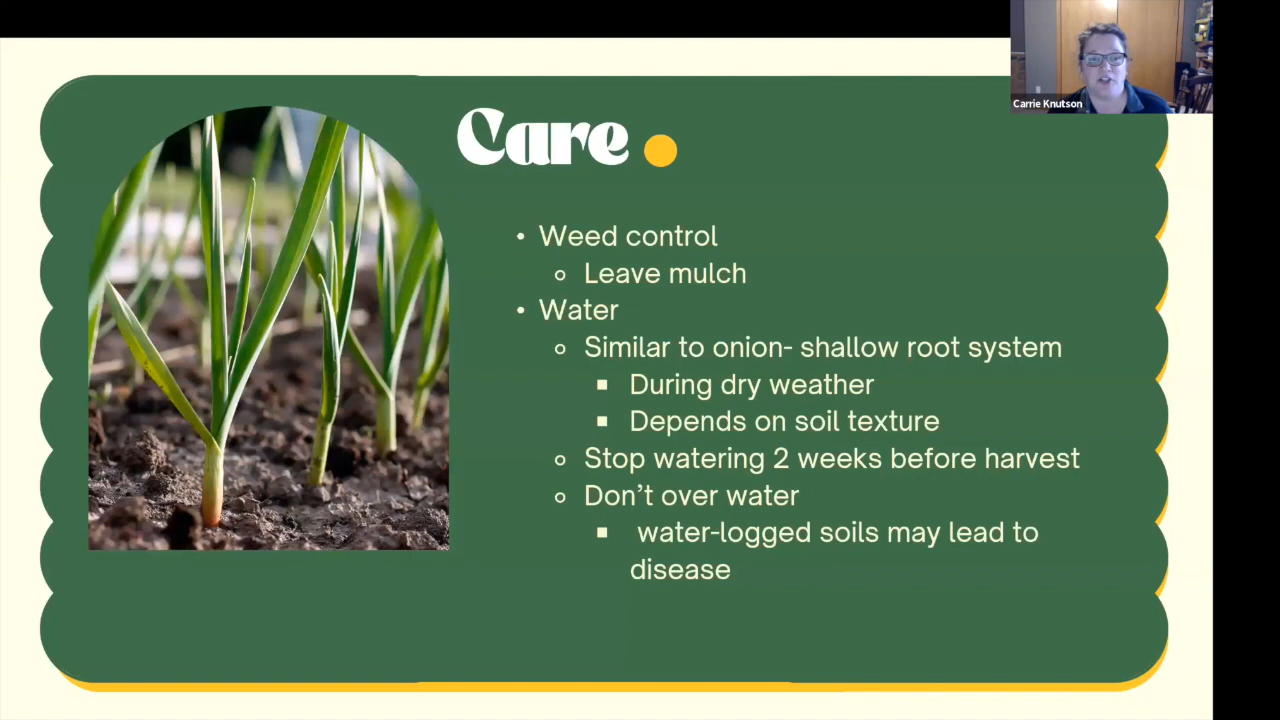 Carrie Knutson
Care
• Weed control
○ Leave mulch
• Water
○ Similar to onion- shallow root system
▪ During dry weather
▪ Depends on soil texture
○ Stop watering 2 weeks before harvest
○ Don’t over water
▪ water-logged soils may lead to
disease